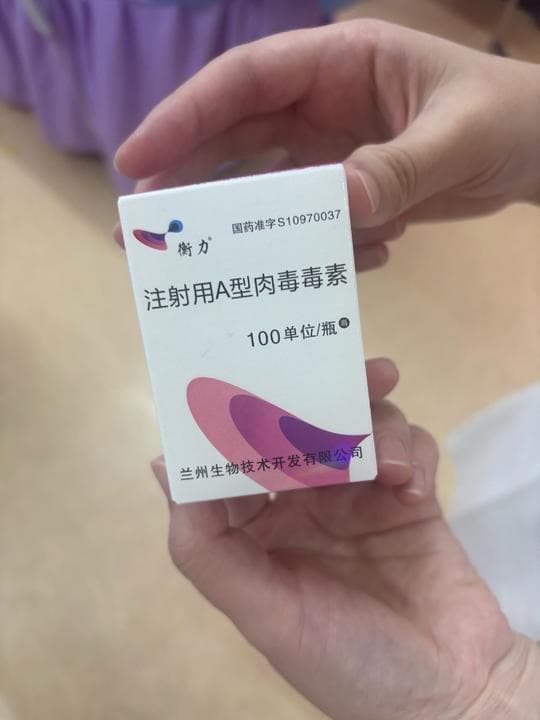 国药准字S10970037
衡力®
注射用A型肉毒毒素
100单位/瓶
兰州生物技术开发有限公司